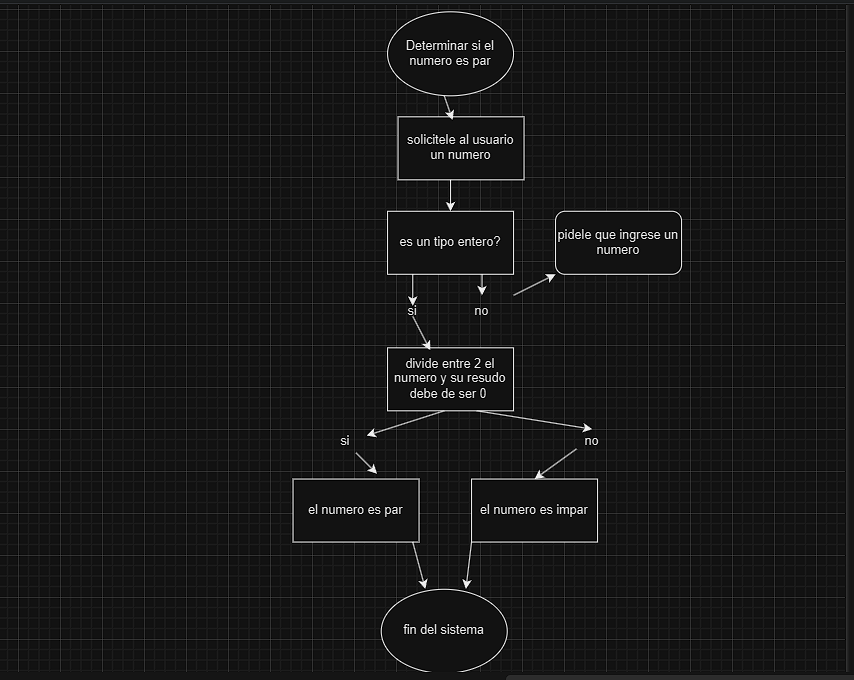 Determinar si el
numero es par
solicitele al usuario
un numero
es un tipo entero?
pidele que ingrese un
numero
si
no
divide entre 2 el
numero y su resudo
debe de ser 0
si
no
el numero es par
el numero es impar
fin del sistema